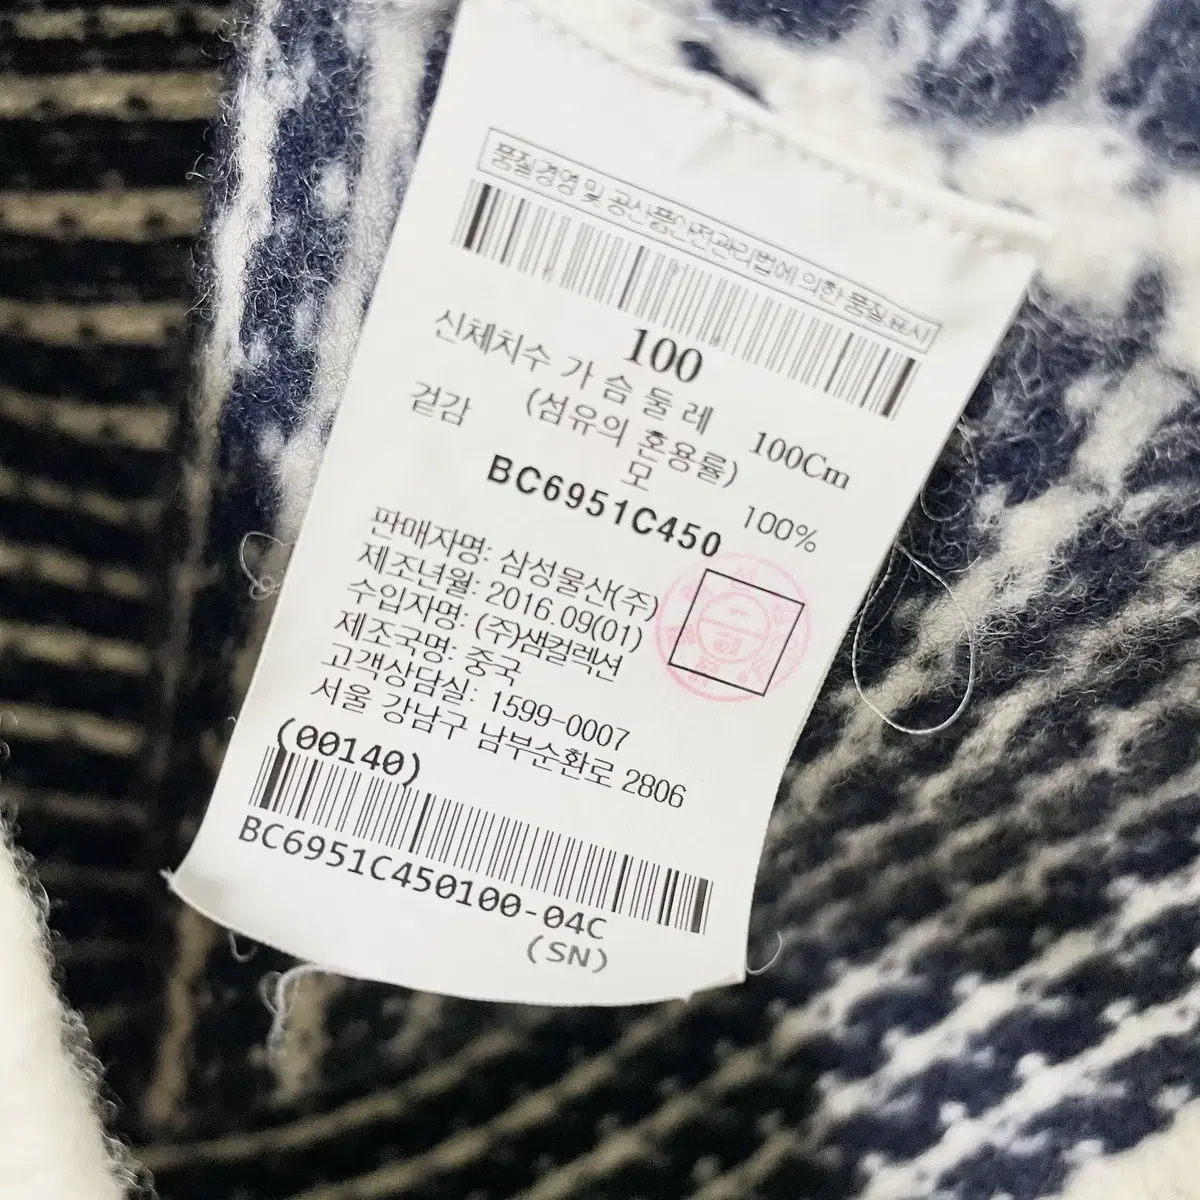 품질경영 및 공산품안전관리법에 의한 품질표시
100
신체치수 가 슴 둘 레 100Cm
(섬유의 혼용률)
겉감 모 100%
BC6951C450
판매자명: 삼성물산(주)
제조년월: 2016.09(01)
수입자명: (주)샘컬렉션
제조국명: 중국
고객상담실: 1599-0007
서울 강남구 남부순환로 2806
(00140)
BC6951C450100-04C
(SN)